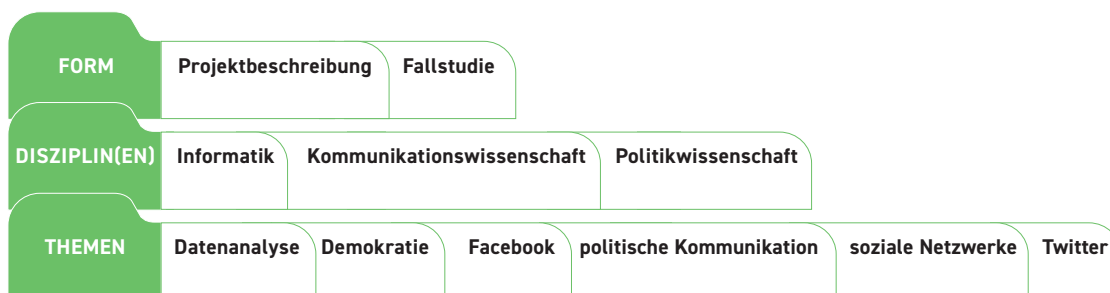 FORM Projektbeschreibung Fallstudie
DISZIPLIN(EN) Informatik Kommunikationswissenschaft Politikwissenschaft
THEMEN Datenanalyse Demokratie Facebook politische Kommunikation soziale Netzwerke Twitter